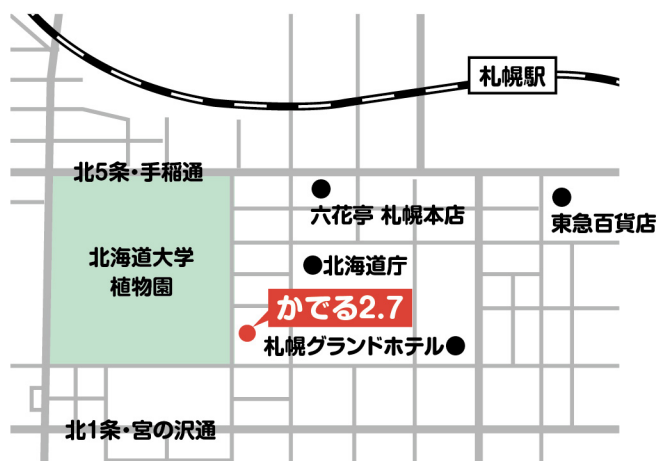 札幌駅
北5条・手稲通
六花亭 札幌本店
東急百貨店
北海道大学
植物園
北海道庁
かでる2.7
札幌グランドホテル
北1条・宮の沢通